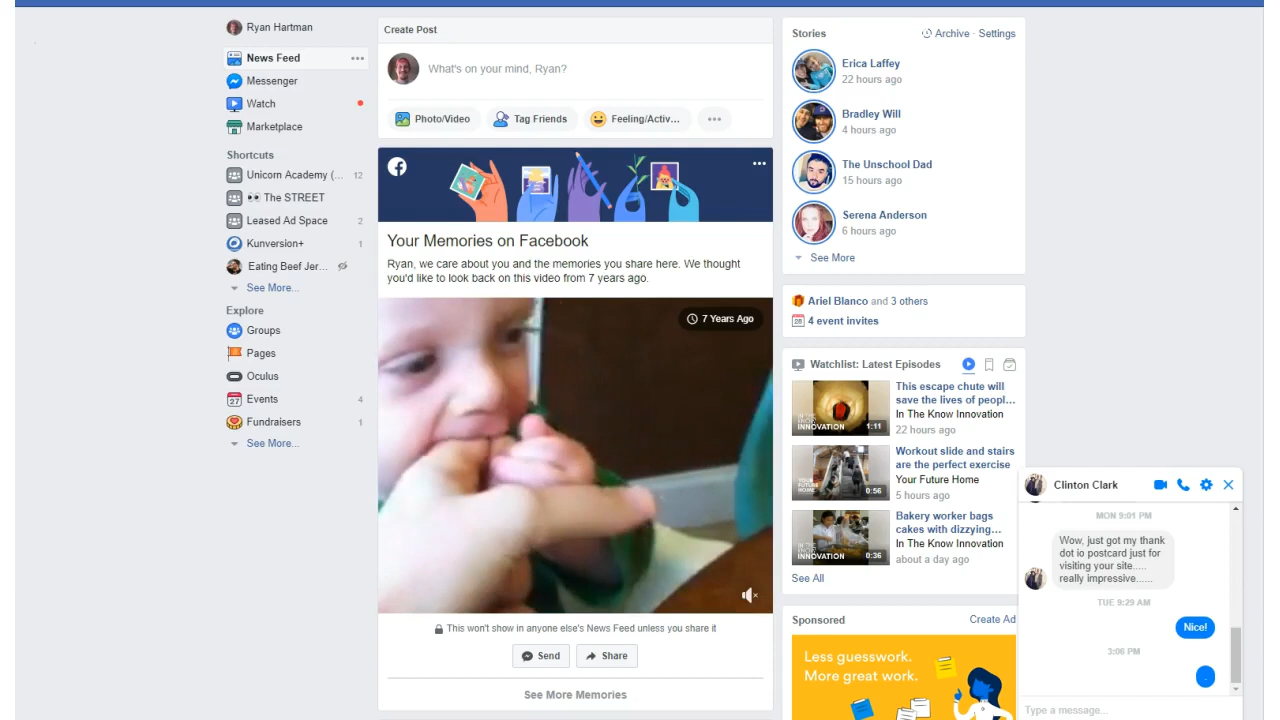 Ryan Hartman
News Feed
Messenger
Watch
Marketplace
Shortcuts
Unicorn Academy (... 12
The STREET
Leased Ad Space 2
Kunversion+ 1
Eating Beef Jer...
See More...
Explore
Groups
Pages
Oculus
27 Events 4
Fundraisers 1
See More...
Create Post
What's on your mind, Ryan?
Photo/Video Tag Friends Feeling/Activ...
Your Memories on Facebook
Ryan, we care about you and the memories you share here. We thought
you'd like to look back on this video from 7 years ago.
7 Years Ago
This won't show in anyone else's News Feed unless you share it
Send Share
See More Memories
Stories Archive · Settings
Erica Laffey
22 hours ago
Bradley Will
4 hours ago
The Unschool Dad
15 hours ago
Serena Anderson
6 hours ago
See More
Ariel Blanco and 3 others
4 event invites
Watchlist: Latest Episodes
This escape chute will
save the lives of peopl...
In The Know Innovation
22 hours ago
IN THE
KNOW
INNOVATION
1:11
Workout slide and stairs
are the perfect exercise
Your Future Home
5 hours ago
YOUR
FUTURE
HOME
0:56
Bakery worker bags
cakes with dizzying...
In The Know Innovation
about a day ago
INNOVATION
0:36
See All
Sponsored Create Ad
Less guesswork.
More great work.
Clinton Clark
MON 9:01 PM
Wow, just got my thank
dot io postcard just for
visiting your site.....
really impressive......
TUE 9:29 AM
Nice!
3:06 PM
.
Type a message...